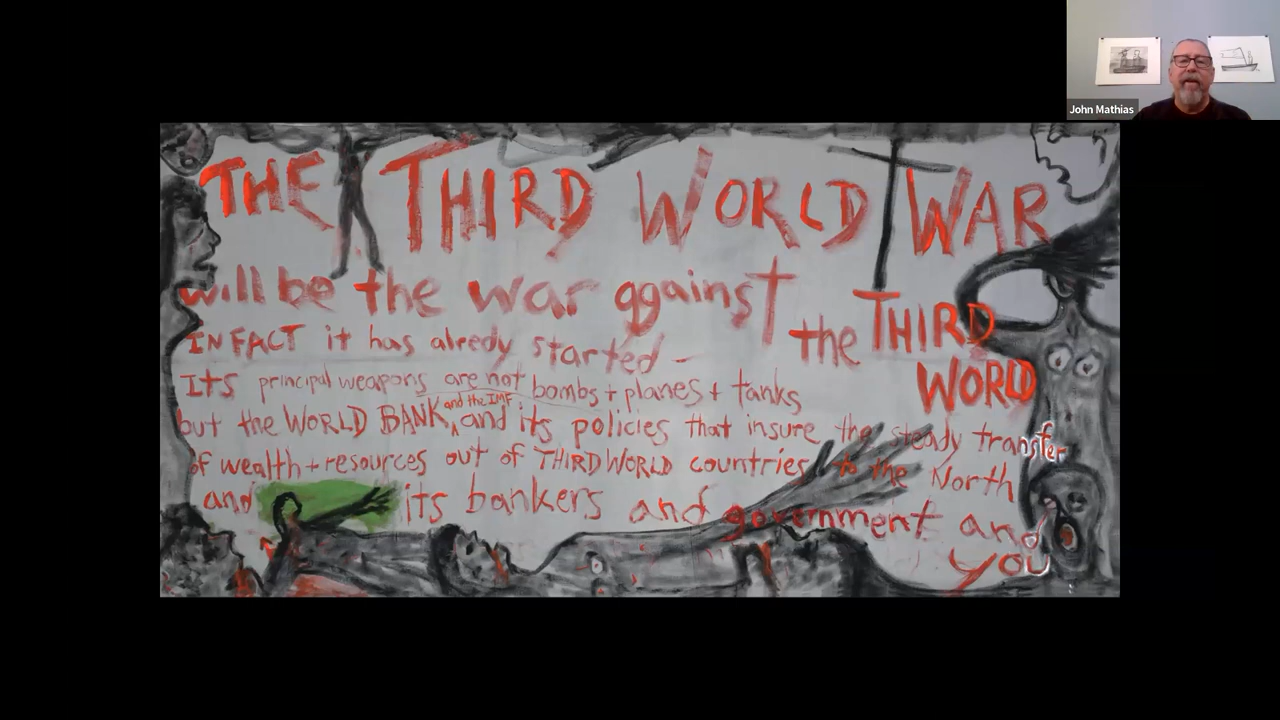 John Mathias
THE THIRD WORLD WAR
will be the war against
the THIRD
WORLD
IN FACT it has alredy started -
Its principal weapons are not bombs + planes + tanks
but the WORLD BANK and the IMF and its policies that insure the steady transfer
of wealth + resources out of THIRD WORLD countries to the North
and its bankers and government and
you